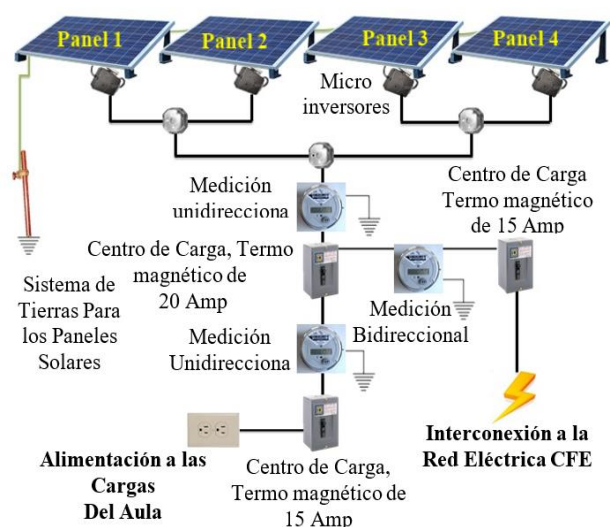 Panel 1
Panel 2
Panel 3
Panel 4
Micro
inversores
Centro de Carga
Termo magnético
de 15 Amp
Medición
unidirecciona
Centro de Carga, Termo
magnético de
20 Amp
Medición
Bidireccional
Sistema de
Tierras Para
los Paneles
Solares
Medición
Unidirecciona
Interconexión a la
Red Eléctrica CFE
Alimentación a las
Cargas
Del Aula
Centro de Carga,
Termo magnético de
15 Amp